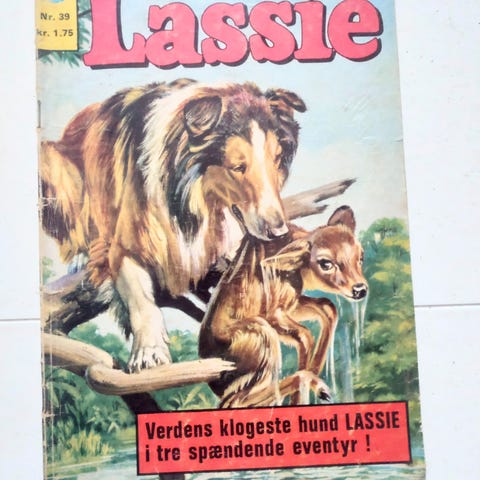 Nr. 39
kr. 1.75
Lassie
Verdens klogeste hund LASSIE
i tre spændende eventyr !